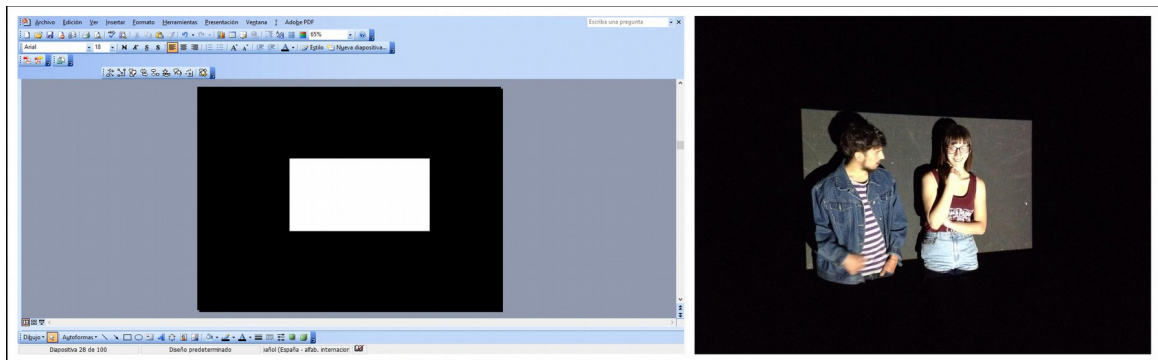 Archivo Edición Ver Insertar Formato Herramientas Presentación Ventana ? Adobe PDF Escriba una pregunta
65%
Arial 18 N K S S Estilo Nueva diapositiva...
Dibujo Autoformas
Diapositiva 28 de 100 Diseño predeterminado añol (España - alfab. internacior